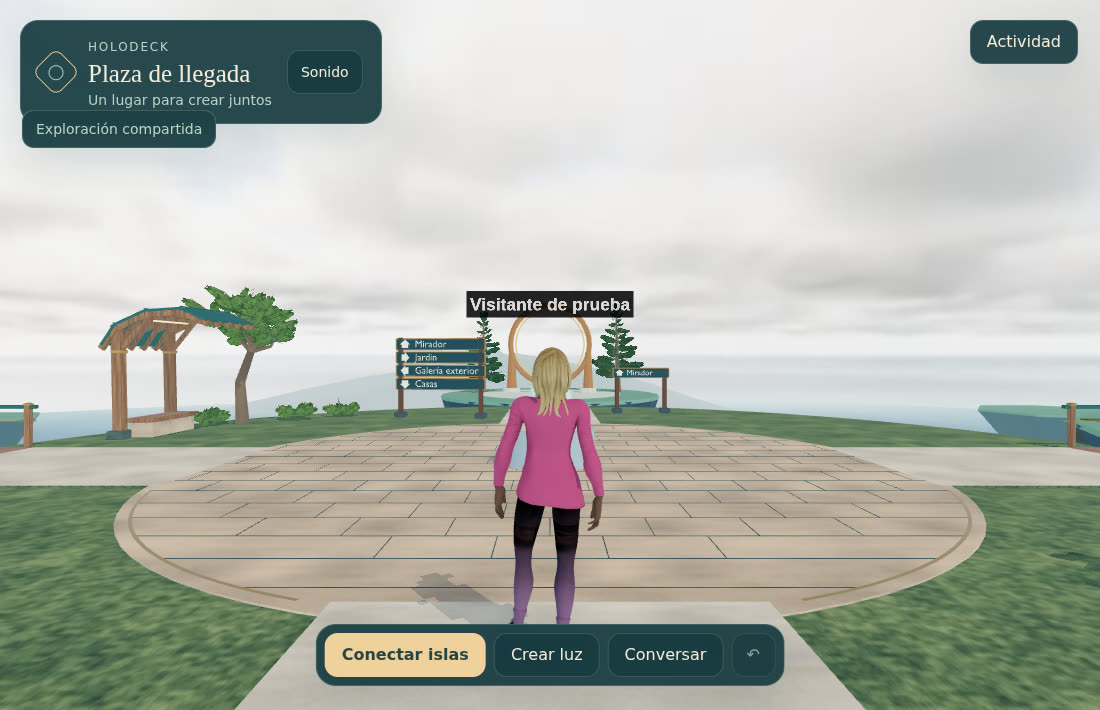 HOLODECK
Plaza de llegada
Un lugar para crear juntos
Sonido
Exploración compartida
Actividad
Visitante de prueba
Mirador
Jardín
Galería exterior
Casas
Mirador
Conectar islas
Crear luz
Conversar
↶